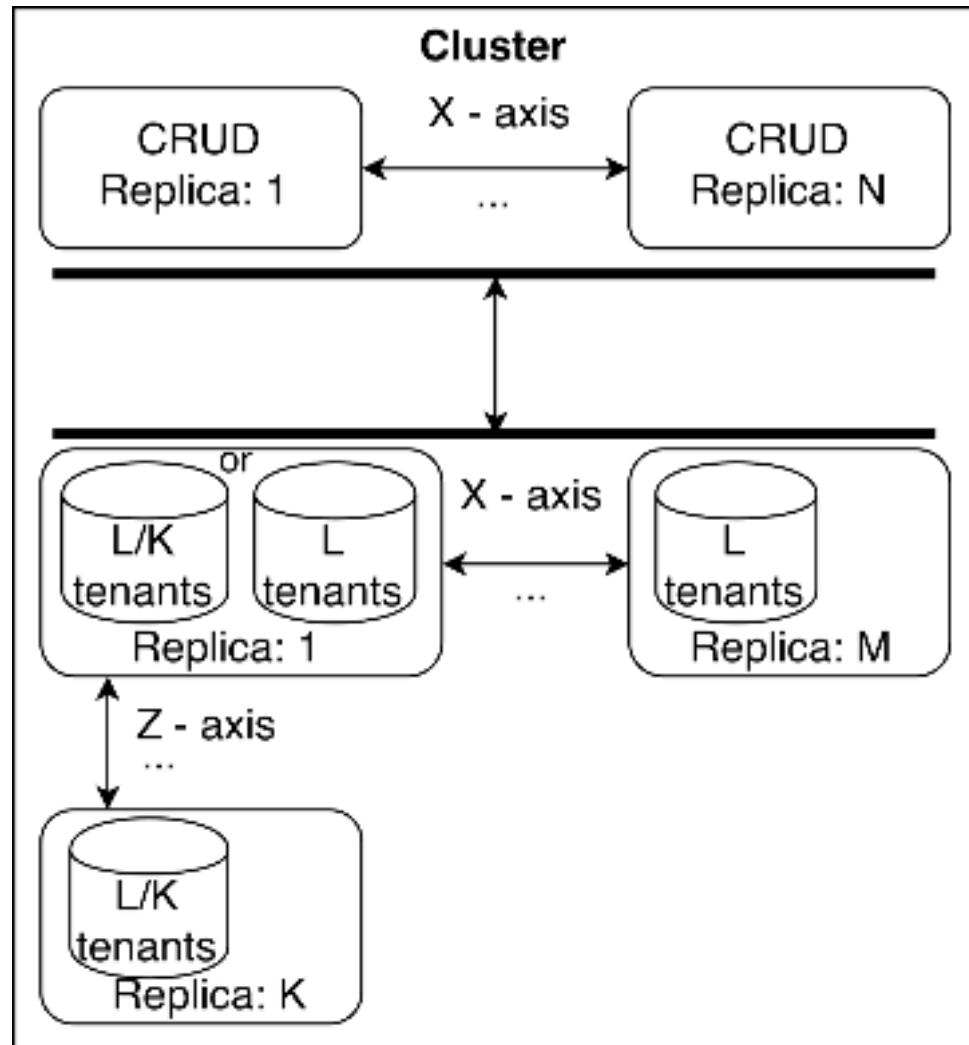 Cluster
CRUD
Replica: 1
X - axis
...
CRUD
Replica: N
or
L/K
tenants
L
tenants
Replica: 1
X - axis
...
L
tenants
Replica: M
Z - axis
...
L/K
tenants
Replica: K